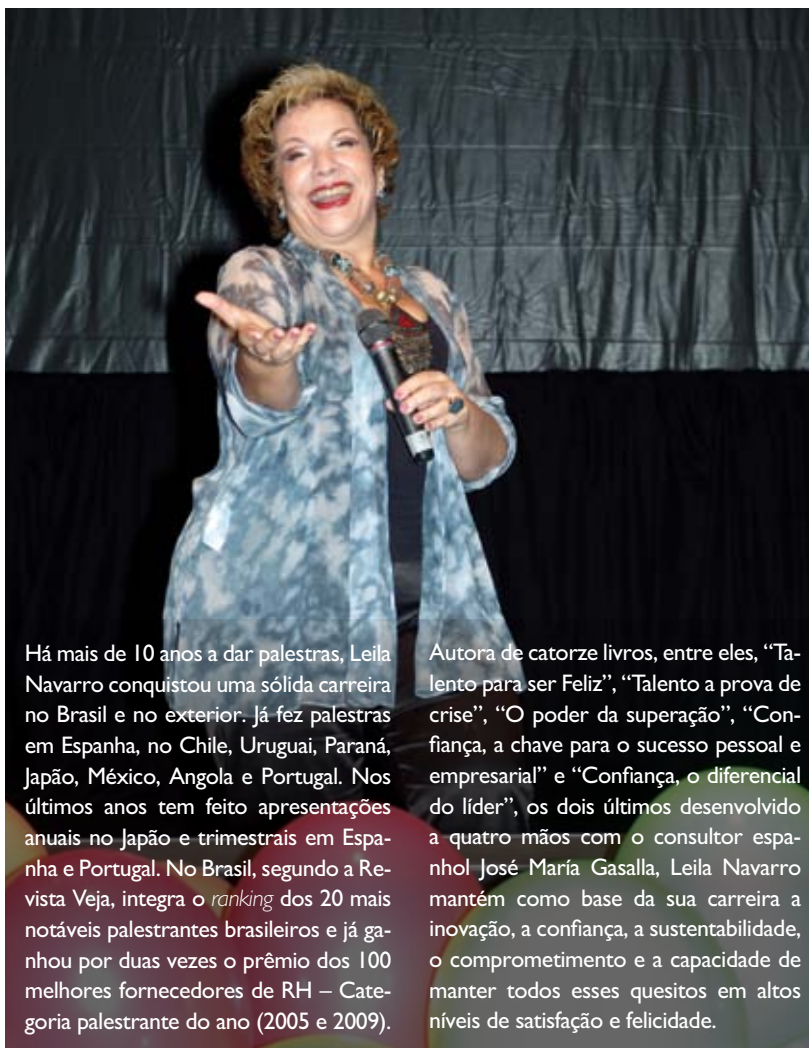 Há mais de 10 anos a dar palestras, Leila
Navarro conquistou uma sólida carreira
no Brasil e no exterior. Já fez palestras
em Espanha, no Chile, Uruguai, Paraná,
Japão, México, Angola e Portugal. Nos
últimos anos tem feito apresentações
anuais no Japão e trimestrais em Espa-
nha e Portugal. No Brasil, segundo a Re-
vista Veja, integra o ranking dos 20 mais
notáveis palestrantes brasileiros e já ga-
nhou por duas vezes o prêmio dos 100
melhores fornecedores de RH – Cate-
goria palestrante do ano (2005 e 2009).
Autora de catorze livros, entre eles, “Ta-
lento para ser Feliz”, “Talento a prova de
crise”, “O poder da superação”, “Con-
fiança, a chave para o sucesso pessoal e
empresarial” e “Confiança, o diferencial
do líder”, os dois últimos desenvolvido
a quatro mãos com o consultor espa-
nhol José María Gasalla, Leila Navarro
mantém como base da sua carreira a
inovação, a confiança, a sustentabilidade,
o comprometimento e a capacidade de
manter todos esses quesitos em altos
níveis de satisfação e felicidade.